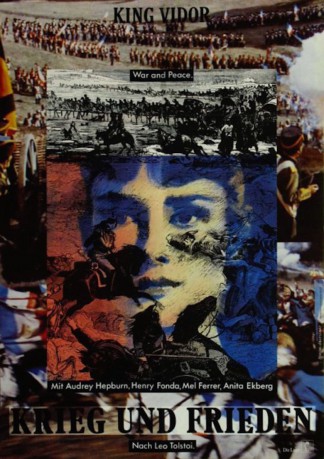 KING VIDOR
War and Peace.
Mit Audrey Hepburn, Henry Fonda, Mel Ferrer, Anita Ekberg
KRIEG UND FRIEDEN
Nach Leo Tolstoi.